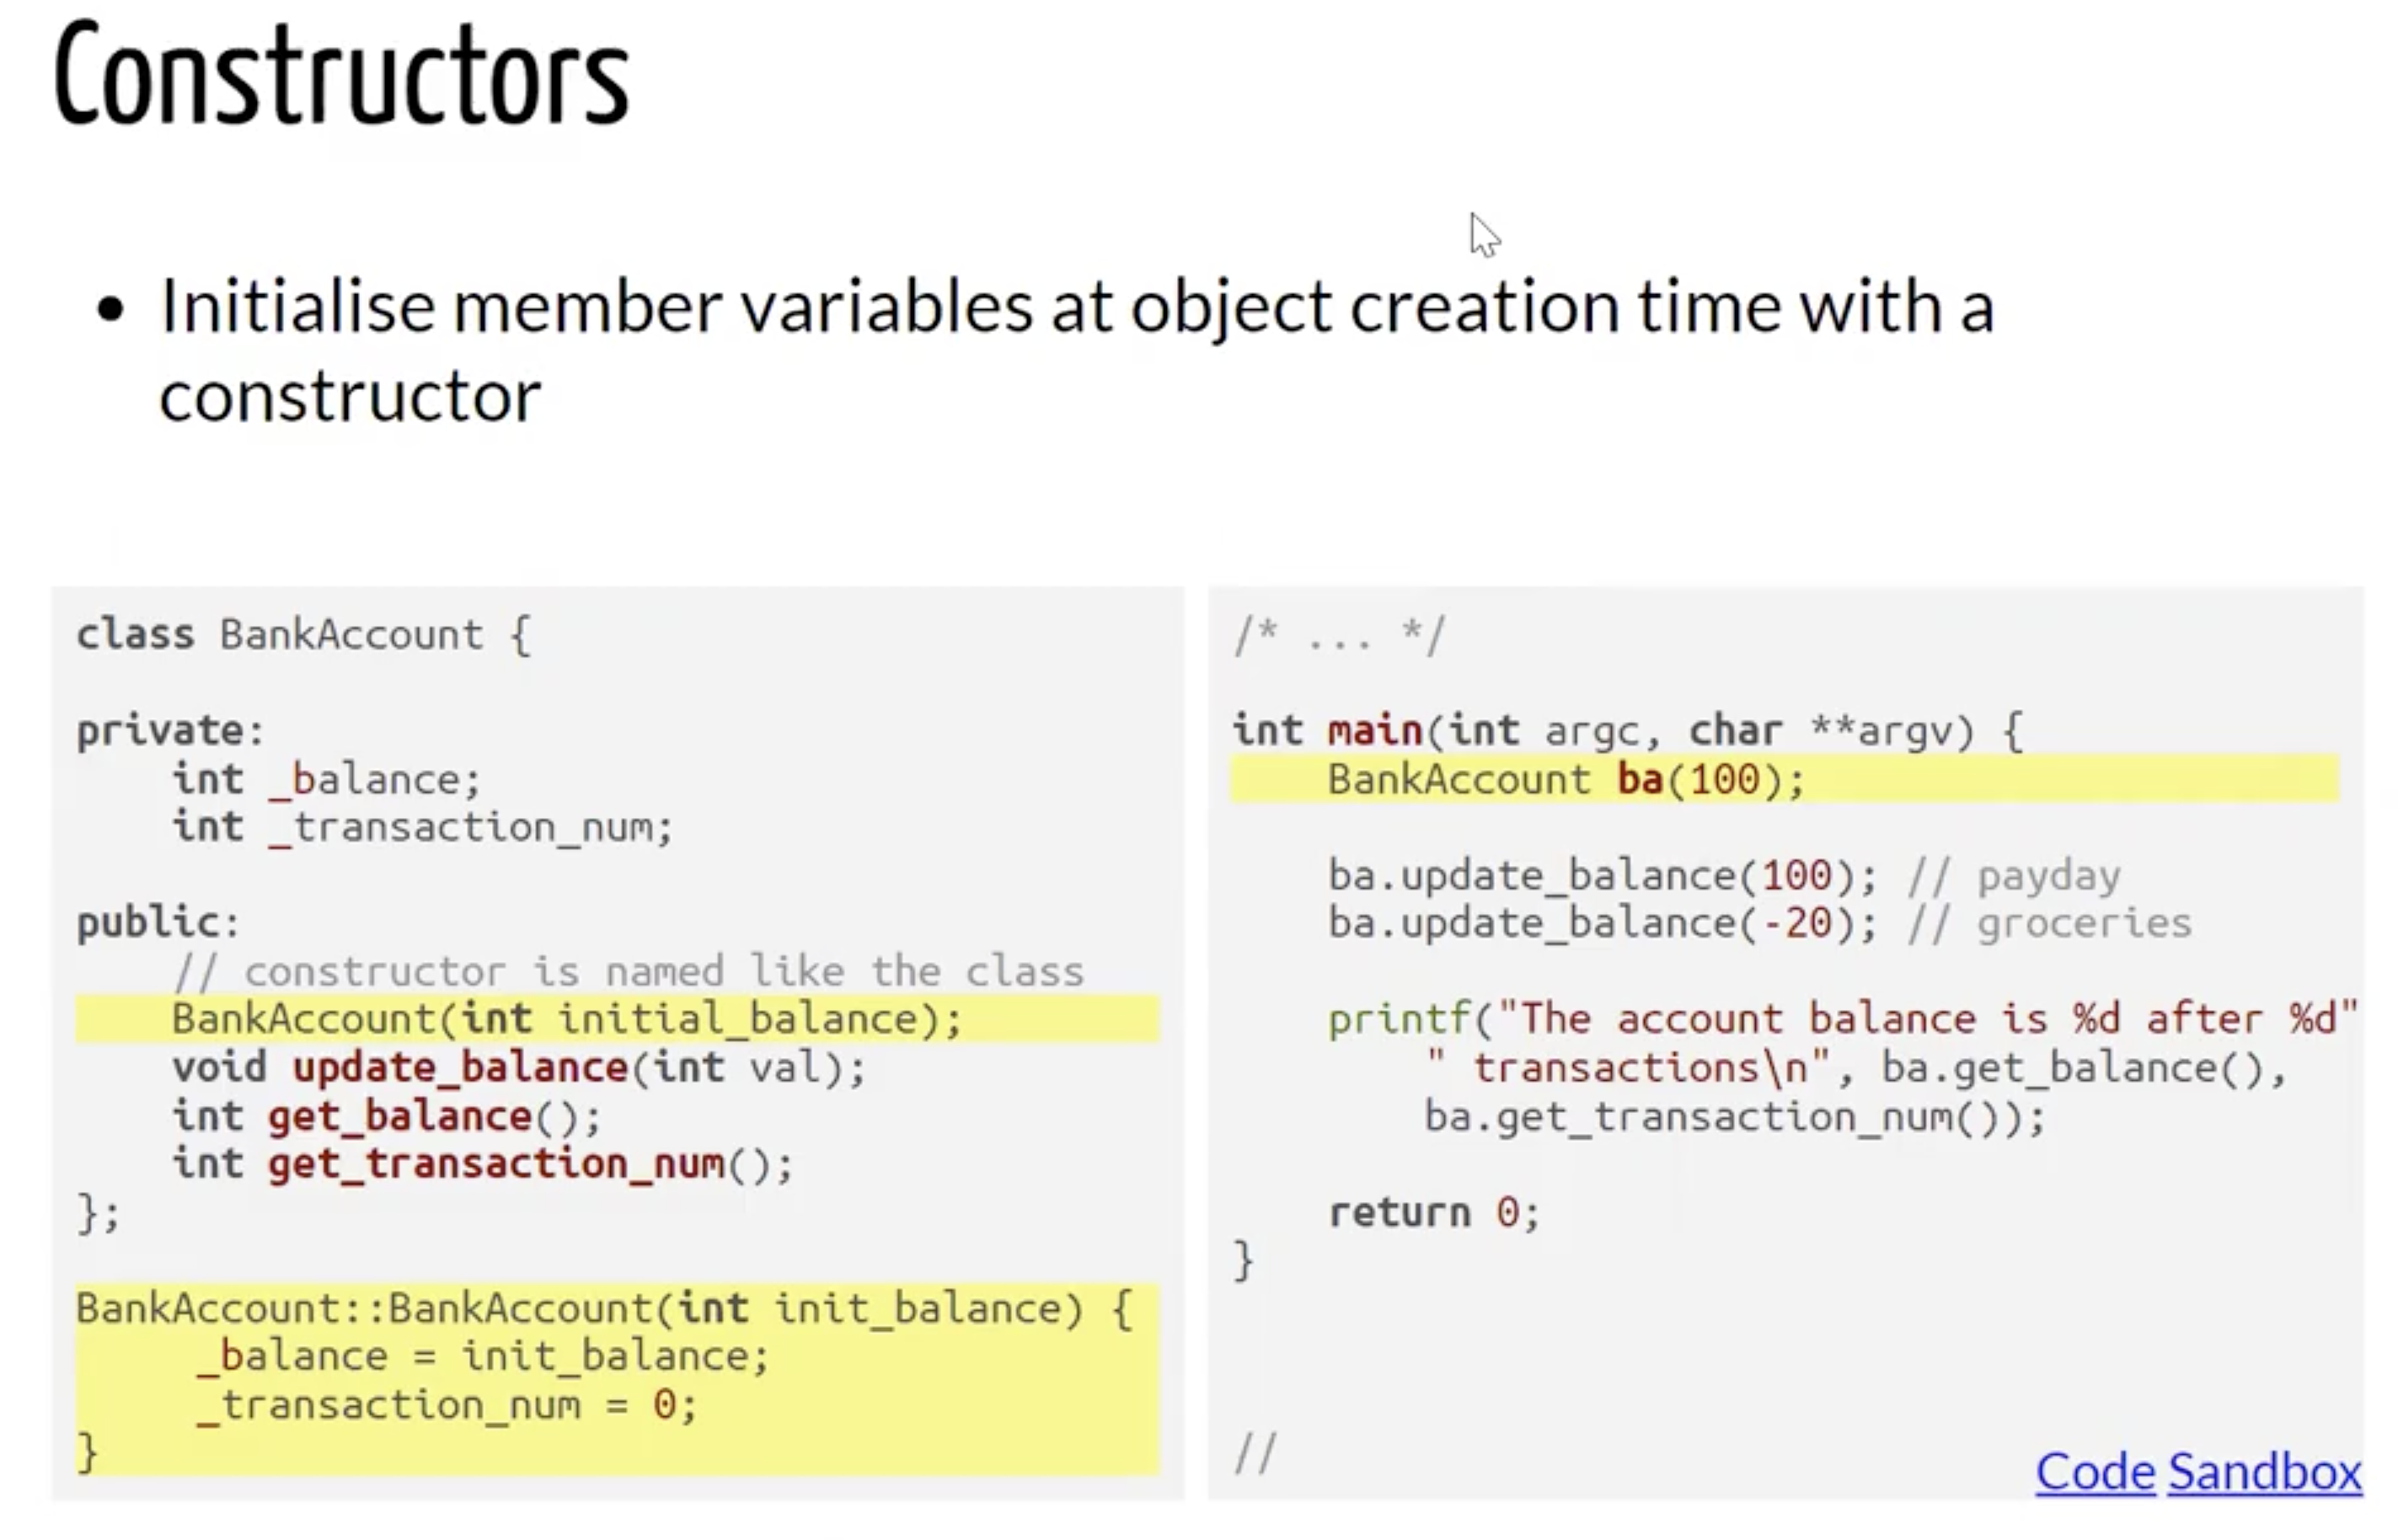 Constructors
• Initialise member variables at object creation time with a
constructor
class BankAccount {
private:
    int _balance;
    int _transaction_num;
public:
    // constructor is named like the class
    BankAccount(int initial_balance);
    void update_balance(int val);
    int get_balance();
    int get_transaction_num();
};
BankAccount::BankAccount(int init_balance) {
     _balance = init_balance;
     _transaction_num = 0;
}
/* ... */
int main(int argc, char **argv) {
    BankAccount ba(100);
    ba.update_balance(100); // payday
    ba.update_balance(-20); // groceries
    printf("The account balance is %d after %d"
        " transactions\n", ba.get_balance(),
        ba.get_transaction_num());
    return 0;
}
//
Code Sandbox